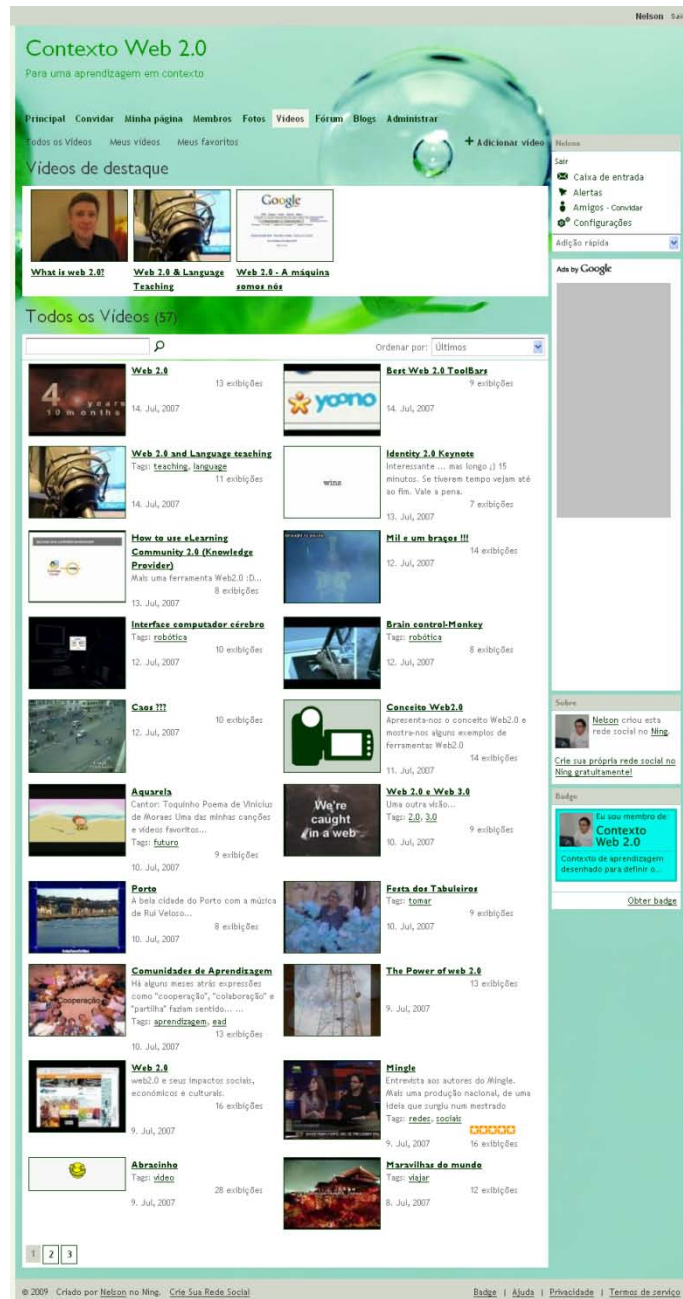 Nelson Sair
Contexto Web 2.0
Para uma aprendizagem em contexto
Principal Convidar Minha página Membros Fotos Vídeos Fórum Blogs Administrar
Todos os Vídeos Meus vídeos Meus favoritos + Adicionar vídeo
Vídeos de destaque
Google
What is web 2.0?
Web 2.0 & Language
Teaching
Web 2.0 - A máquina
somos nós
Todos os Vídeos (57)
Ordenar por: Últimos
4 years
10 months
Web 2.0
13 exibições
14. Jul, 2007
yoono
Best Web 2.0 ToolBars
9 exibições
14. Jul, 2007
Web 2.0 and Language teaching
Tags: teaching, language
11 exibições
14. Jul, 2007
wins
Identity 2.0 Keynote
Interessante ... mas longo ;) 15
minutos. Se tiverem tempo vejam até
ao fim. Vale a pena.
7 exibições
13. Jul, 2007
How to use eLearning
Community 2.0 (Knowledge
Provider)
Mais uma ferramenta Web2.0 :D...
8 exibições
13. Jul, 2007
Mil e um braços !!!
14 exibições
12. Jul, 2007
Interface computador cérebro
Tags: robótica
10 exibições
12. Jul, 2007
Brain control-Monkey
Tags: robótica
8 exibições
12. Jul, 2007
Caos ???
10 exibições
12. Jul, 2007
Conceito Web2.0
Apresenta-nos o conceito Web2.0 e
mostra-nos alguns exemplos de
ferramentas Web2.0
14 exibições
11. Jul, 2007
Aquarela
Cantor: Toquinho Poema de Vinicius
de Moraes Uma das minhas canções
e vídeos favoritos...
Tags: futuro
9 exibições
10. Jul, 2007
We're
caught
in a web
Web 2.0 e Web 3.0
Uma outra visão...
Tags: 2.0, 3.0
9 exibições
10. Jul, 2007
Porto
A bela cidade do Porto com a música
de Rui Veloso...
8 exibições
10. Jul, 2007
Festa dos Tabuleiros
Tags: tomar
9 exibições
10. Jul, 2007
Cooperação
Comunidades de Aprendizagem
Há alguns meses atrás expressões
como "cooperação", "colaboração" e
"partilha" faziam sentido... ...
Tags: aprendizagem, ead
13 exibições
10. Jul, 2007
The Power of web 2.0
13 exibições
9. Jul, 2007
Web 2.0
web2.0 e seus impactos sociais,
económicos e culturais.
16 exibições
9. Jul, 2007
Mingle
Entrevista aos autores do Mingle.
Mais uma produção nacional, de uma
ideia que surgiu num mestrado
Tags: redes, sociais
9. Jul, 2007 16 exibições
Abracinho
Tags: video
28 exibições
9. Jul, 2007
Maravilhas do mundo
Tags: viajar
12 exibições
8. Jul, 2007
1 2 3
Nelson
Sair
Caixa de entrada
Alertas
Amigos - Convidar
Configurações
Adição rápida
Ads by Google
Sobre
Nelson criou esta
rede social no Ning.
Crie sua própria rede social no
Ning gratuitamente!
Badge
Eu sou membro de:
Contexto
Web 2.0
Contexto de aprendizagem
desenhado para definir o...
Obter badge
© 2009 Criado por Nelson no Ning. Crie Sua Rede Social
Badge | Ajuda | Privacidade | Termos de serviço